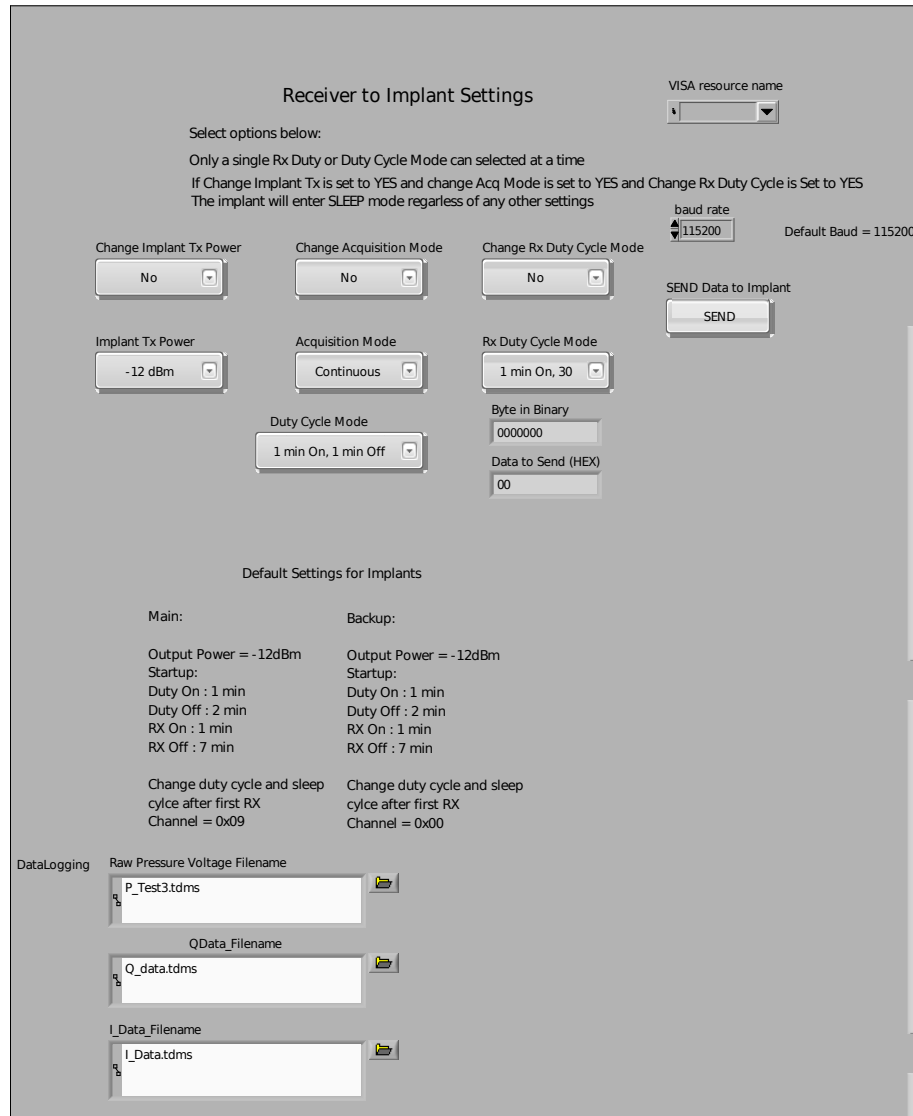 Receiver to Implant Settings
VISA resource name
Select options below:
Only a single Rx Duty or Duty Cycle Mode can selected at a time
If Change Implant Tx is set to YES and change Acq Mode is set to YES and Change Rx Duty Cycle is Set to YES
The implant will enter SLEEP mode regarless of any other settings
baud rate
115200
Default Baud = 115200
Change Implant Tx Power
Change Acquisition Mode
Change Rx Duty Cycle Mode
No
No
No
SEND Data to Implant
SEND
Implant Tx Power
Acquisition Mode
Rx Duty Cycle Mode
-12 dBm
Continuous
1 min On, 30
Byte in Binary
0000000
Duty Cycle Mode
1 min On, 1 min Off
Data to Send (HEX)
00
Default Settings for Implants
Main:
Output Power = -12dBm
Startup:
Duty On : 1 min
Duty Off : 2 min
RX On : 1 min
RX Off : 7 min
Change duty cycle and sleep
cylce after first RX
Channel = 0x09
Backup:
Output Power = -12dBm
Startup:
Duty On : 1 min
Duty Off : 2 min
RX On : 1 min
RX Off : 7 min
Change duty cycle and sleep
cylce after first RX
Channel = 0x00
DataLogging
Raw Pressure Voltage Filename
P_Test3.tdms
QData_Filename
Q_data.tdms
I_Data_Filename
I_Data.tdms